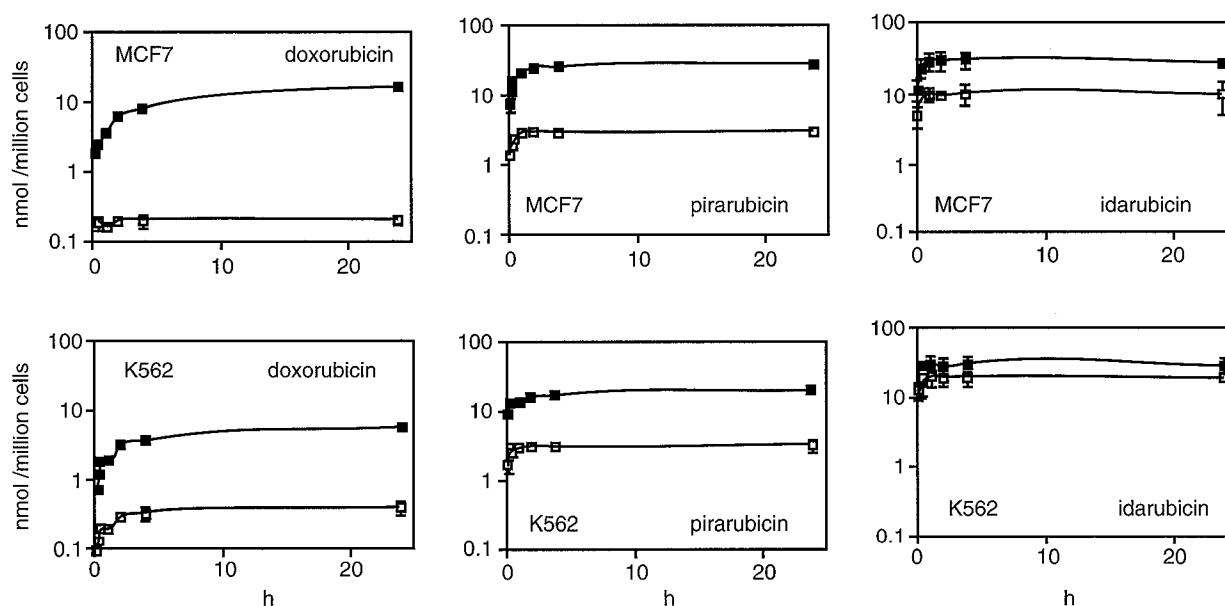 100
10
1
0.1
nmol /million cells
MCF7 doxorubicin
0 10 20
h
100
10
1
0.1
MCF7 pirarubicin
0 10 20
h
100
10
1
0.1
MCF7 idarubicin
0 10 20
h
100
10
1
0.1
nmol /million cells
K562 doxorubicin
0 10 20
h
100
10
1
0.1
K562 pirarubicin
0 10 20
h
100
10
1
0.1
K562 idarubicin
0 10 20
h